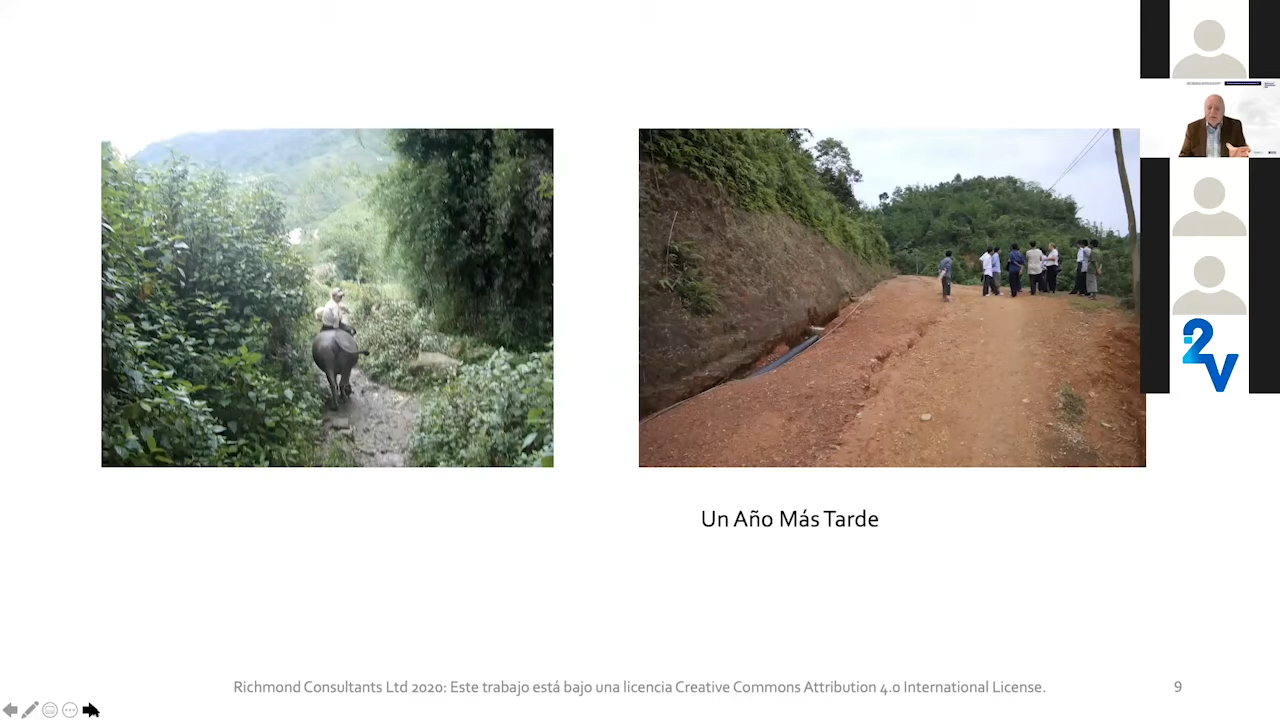 2V
Un Año Más Tarde
Richmond Consultants Ltd 2020: Este trabajo está bajo una licencia Creative Commons Attribution 4.0 International License.
9